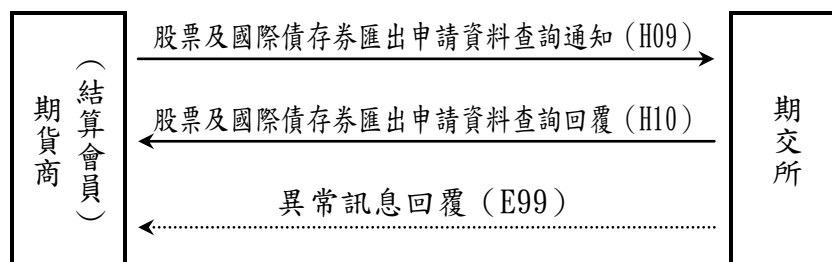 股票及國際債存券匯出申請資料查詢通知（H09）
期貨商
（結算會員）
股票及國際債存券匯出申請資料查詢回覆（H10）
期交所
異常訊息回覆（E99）